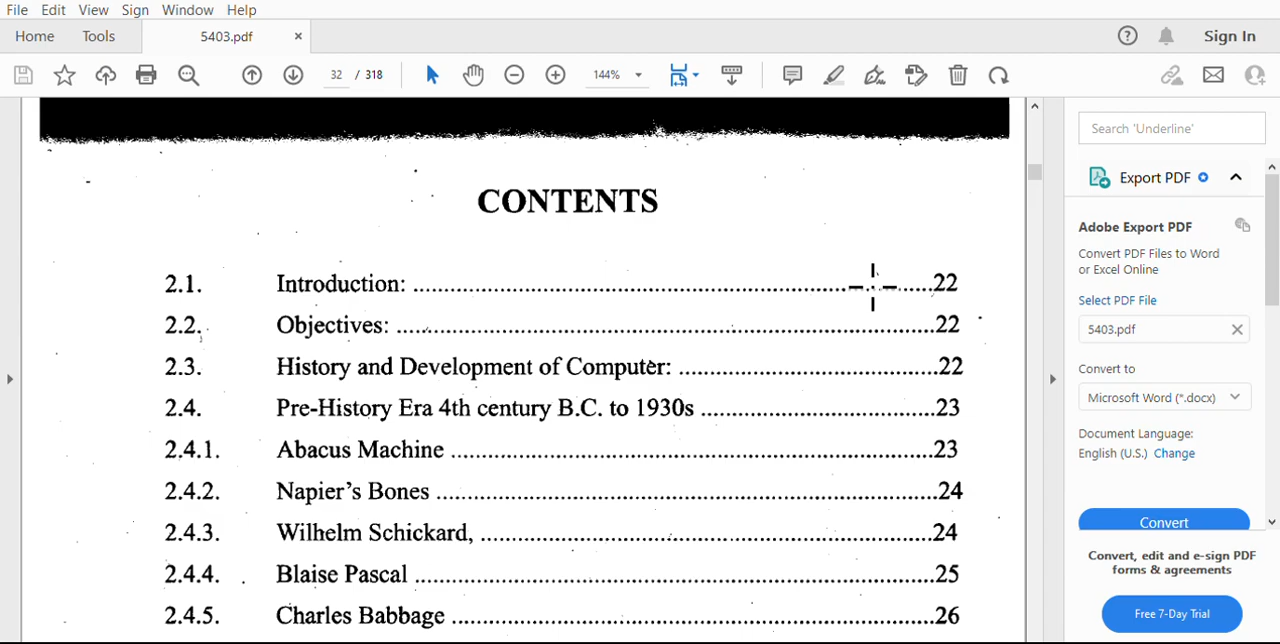 File Edit View Sign Window Help
Home Tools 5403.pdf × Sign In
32 / 318 144%
Search 'Underline'
Export PDF
Adobe Export PDF
Convert PDF Files to Word
or Excel Online
Select PDF File
5403.pdf
Convert to
Microsoft Word (*.docx)
Document Language:
English (U.S.) Change
Convert
Convert, edit and e-sign PDF
forms & agreements
Free 7-Day Trial
CONTENTS
2.1. Introduction: ..........22
2.2. Objectives: ..........22
2.3. History and Development of Computer: ..........22
2.4. Pre-History Era 4th century B.C. to 1930s ..........23
2.4.1. Abacus Machine ..........23
2.4.2. Napier's Bones ..........24
2.4.3. Wilhelm Schickard, ..........24
2.4.4. Blaise Pascal ..........25
2.4.5. Charles Babbage ..........26